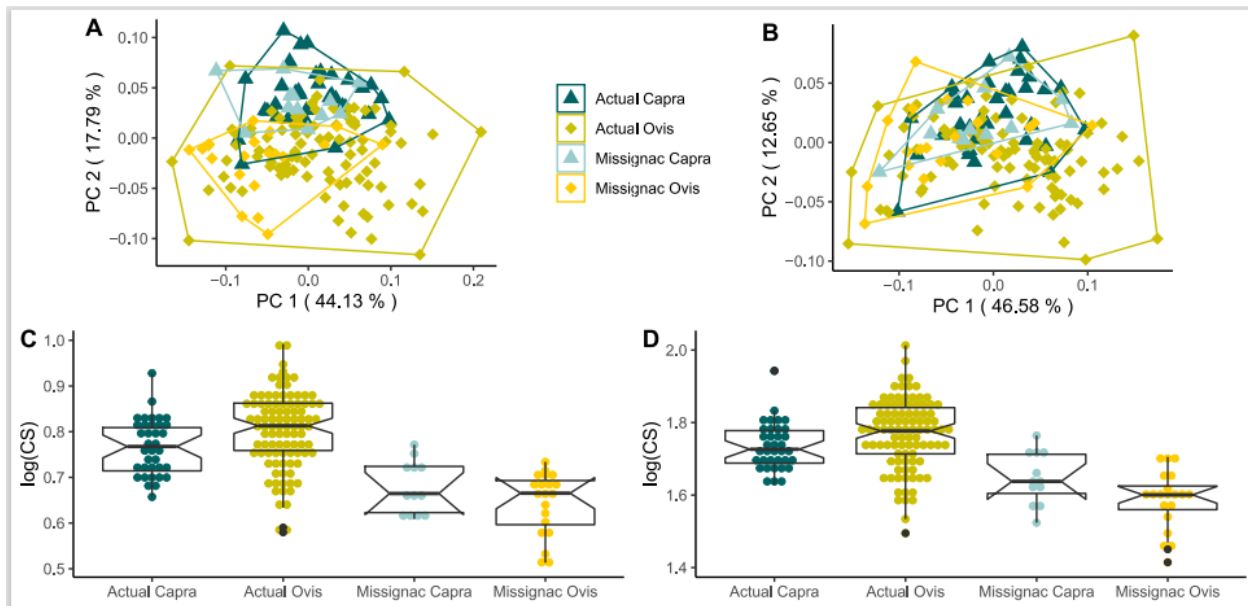 A
0.10
0.05
0.00
−0.05
−0.10
PC 2 ( 17.79 % )
−0.1
0.0
0.1
0.2
PC 1 ( 44.13 % )
Actual Capra
Actual Ovis
Missignac Capra
Missignac Ovis
B
0.05
0.00
−0.05
−0.10
PC 2 ( 12.65 % )
−0.1
0.0
0.1
PC 1 ( 46.58 % )
C
1.0
0.9
0.8
0.7
0.6
0.5
log(CS)
Actual Capra
Actual Ovis
Missignac Capra
Missignac Ovis
D
2.0
1.8
1.6
1.4
log(CS)
Actual Capra
Actual Ovis
Missignac Capra
Missignac Ovis